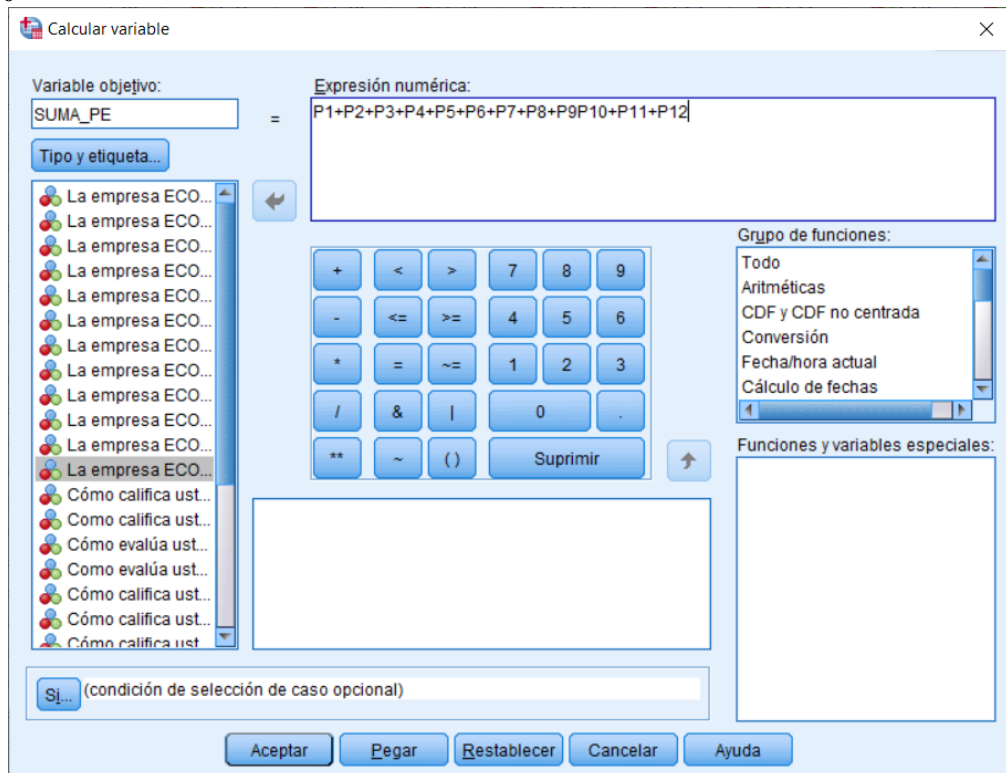 Calcular variable
Variable objetivo:
Expresión numérica:
SUMA_PE
=
P1+P2+P3+P4+P5+P6+P7+P8+P9P10+P11+P12
Tipo y etiqueta...
La empresa ECO...
La empresa ECO...
La empresa ECO...
La empresa ECO...
La empresa ECO...
La empresa ECO...
La empresa ECO...
La empresa ECO...
La empresa ECO...
La empresa ECO...
La empresa ECO...
La empresa ECO...
Cómo califica ust...
Como califica ust...
Cómo evalúa ust...
Como evalúa ust...
Cómo califica ust...
Cómo califica ust...
Cómo califica ust
+ < > 7 8 9
- <= >= 4 5 6
* = ~= 1 2 3
/ & | 0 .
** ~ ( ) Suprimir
Grupo de funciones:
Todo
Aritméticas
CDF y CDF no centrada
Conversión
Fecha/hora actual
Cálculo de fechas
Funciones y variables especiales:
Si... (condición de selección de caso opcional)
Aceptar Pegar Restablecer Cancelar Ayuda